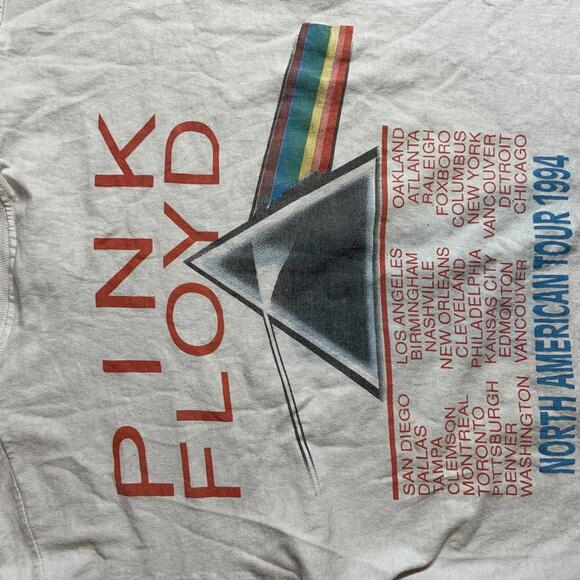 PINK
FLOYD
SAN DIEGO LOS ANGELES OAKLAND
DALLAS BIRMINGHAM ATLANTA
TAMPA NASHVILLE RALEIGH
CLEMSON NEW ORLEANS FOXBORO
MONTREAL CLEVELAND COLUMBUS
TORONTO PHILADELPHIA NEW YORK
PITTSBURGH KANSAS CITY VANCOUVER
DENVER EDMONTON DETROIT
WASHINGTON VANCOUVER CHICAGO
NORTH AMERICAN TOUR 1994